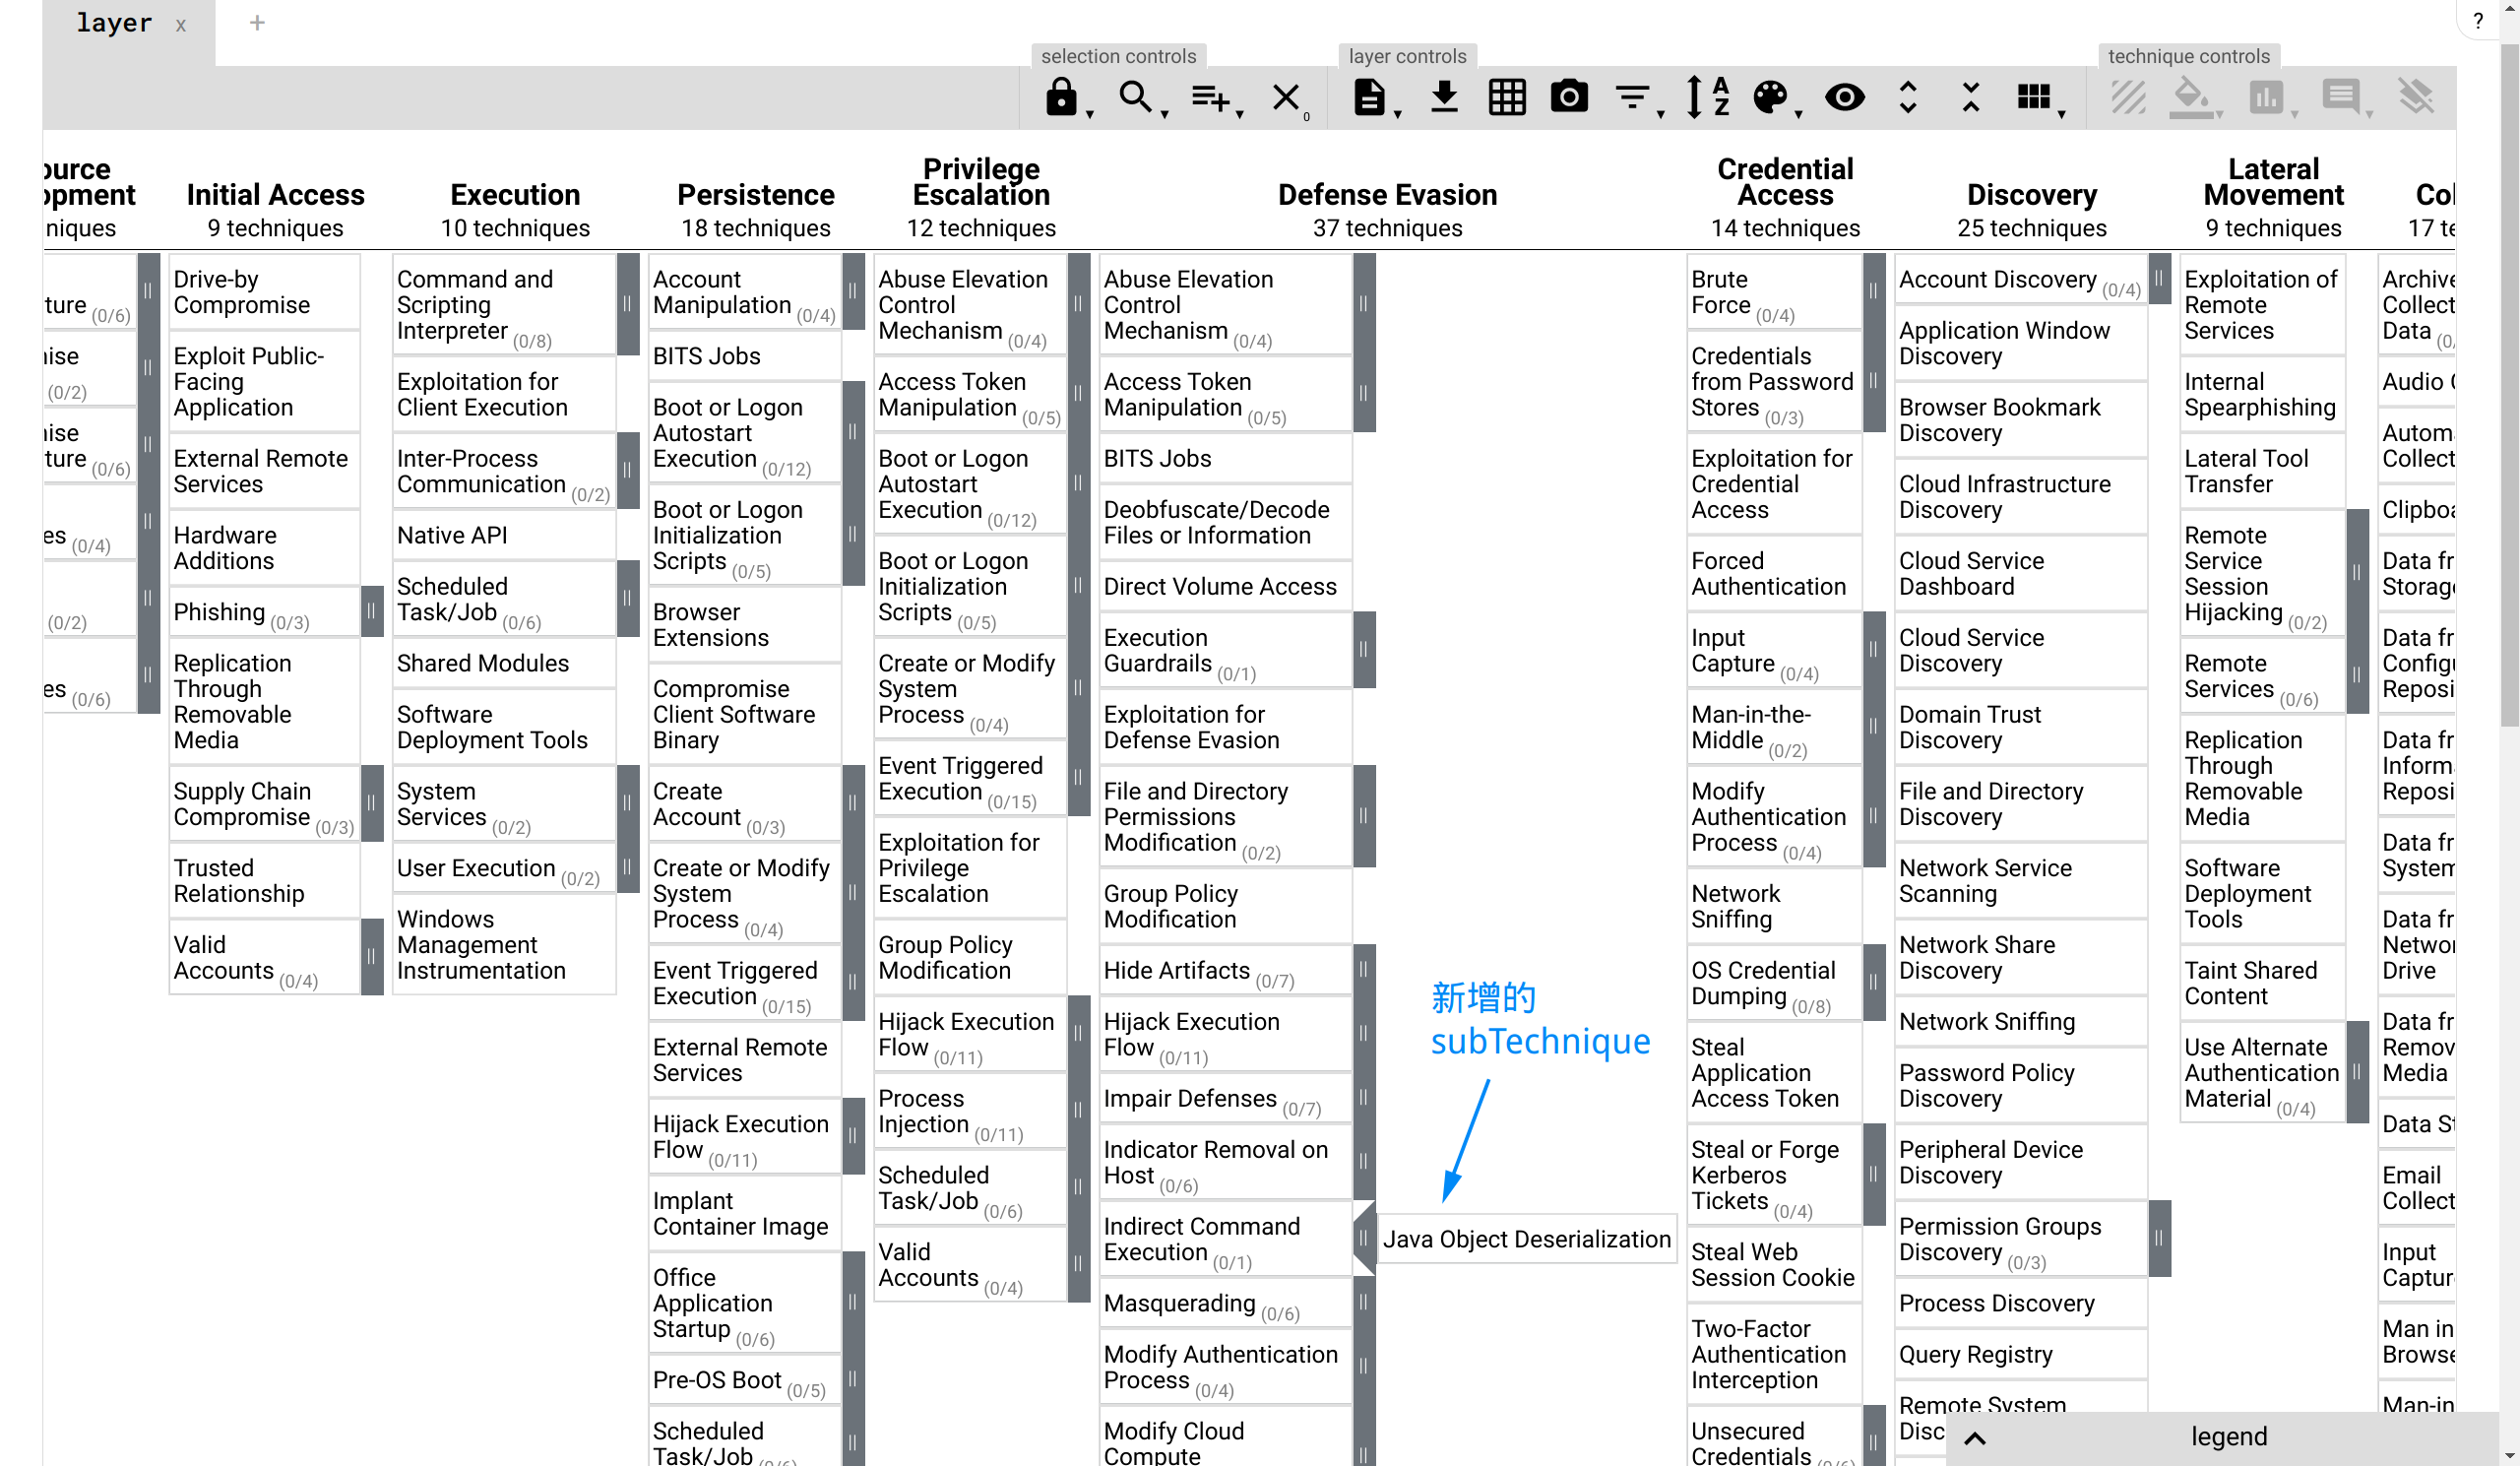 layer x +
?
selection controls
layer controls
technique controls
0
A
Z
ource
opment
niques
ture (0/6)
ise
(0/2)
ise
ture (0/6)
es (0/4)
(0/2)
es (0/6)
Initial Access
9 techniques
Drive-by
Compromise
Exploit Public-
Facing
Application
External Remote
Services
Hardware
Additions
Phishing (0/3)
Replication
Through
Removable
Media
Supply Chain
Compromise (0/3)
Trusted
Relationship
Valid
Accounts (0/4)
Execution
10 techniques
Command and
Scripting
Interpreter (0/8)
Exploitation for
Client Execution
Inter-Process
Communication (0/2)
Native API
Scheduled
Task/Job (0/6)
Shared Modules
Software
Deployment Tools
System
Services (0/2)
User Execution (0/2)
Windows
Management
Instrumentation
Persistence
18 techniques
Account
Manipulation (0/4)
BITS Jobs
Boot or Logon
Autostart
Execution (0/12)
Boot or Logon
Initialization
Scripts (0/5)
Browser
Extensions
Compromise
Client Software
Binary
Create
Account (0/3)
Create or Modify
System
Process (0/4)
Event Triggered
Execution (0/15)
External Remote
Services
Hijack Execution
Flow (0/11)
Implant
Container Image
Office
Application
Startup (0/6)
Pre-OS Boot (0/5)
Scheduled
Task/Job (0/6)
Privilege
Escalation
12 techniques
Abuse Elevation
Control
Mechanism (0/4)
Access Token
Manipulation (0/5)
Boot or Logon
Autostart
Execution (0/12)
Boot or Logon
Initialization
Scripts (0/5)
Create or Modify
System
Process (0/4)
Event Triggered
Execution (0/15)
Exploitation for
Privilege
Escalation
Group Policy
Modification
Hijack Execution
Flow (0/11)
Process
Injection (0/11)
Scheduled
Task/Job (0/6)
Valid
Accounts (0/4)
Defense Evasion
37 techniques
Abuse Elevation
Control
Mechanism (0/4)
Access Token
Manipulation (0/5)
BITS Jobs
Deobfuscate/Decode
Files or Information
Direct Volume Access
Execution
Guardrails (0/1)
Exploitation for
Defense Evasion
File and Directory
Permissions
Modification (0/2)
Group Policy
Modification
Hide Artifacts (0/7)
Hijack Execution
Flow (0/11)
Impair Defenses (0/7)
Indicator Removal on
Host (0/6)
Indirect Command
Execution (0/1)
Masquerading (0/6)
Modify Authentication
Process (0/4)
Modify Cloud
Compute
新增的
subTechnique
Java Object Deserialization
Credential
Access
14 techniques
Brute
Force (0/4)
Credentials
from Password
Stores (0/3)
Exploitation for
Credential
Access
Forced
Authentication
Input
Capture (0/4)
Man-in-the-
Middle (0/2)
Modify
Authentication
Process (0/4)
Network
Sniffing
OS Credential
Dumping (0/8)
Steal
Application
Access Token
Steal or Forge
Kerberos
Tickets (0/4)
Steal Web
Session Cookie
Two-Factor
Authentication
Interception
Unsecured
Credentials (0/6)
Discovery
25 techniques
Account Discovery (0/4)
Application Window
Discovery
Browser Bookmark
Discovery
Cloud Infrastructure
Discovery
Cloud Service
Dashboard
Cloud Service
Discovery
Domain Trust
Discovery
File and Directory
Discovery
Network Service
Scanning
Network Share
Discovery
Network Sniffing
Password Policy
Discovery
Peripheral Device
Discovery
Permission Groups
Discovery (0/3)
Process Discovery
Query Registry
Remote System
Disc
Lateral
Movement
9 techniques
Exploitation of
Remote
Services
Internal
Spearphishing
Lateral Tool
Transfer
Remote
Service
Session
Hijacking (0/2)
Remote
Services (0/6)
Replication
Through
Removable
Media
Software
Deployment
Tools
Taint Shared
Content
Use Alternate
Authentication
Material (0/4)
Col
17 te
Archive
Collect
Data (0/
Audio
Autom
Collect
Clipboa
Data fr
Storage
Data fr
Configu
Reposi
Data fr
Inform
Reposi
Data fr
System
Data fr
Networ
Drive
Data fr
Remov
Media
Data St
Email
Collect
Input
Captur
Man in
Browse
Man-in
legend